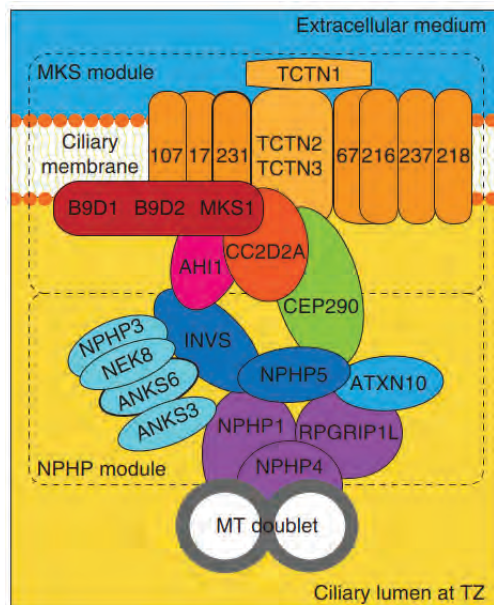 Extracellular medium
MKS module
TCTN1
Ciliary
membrane
107
17
231
TCTN2
TCTN3
67
216
237
218
B9D1
B9D2
MKS1
CC2D2A
AHI1
CEP290
INVS
NPHP3
NEK8
ANKS6
ANKS3
NPHP5
ATXN10
NPHP1
RPGRIP1L
NPHP4
NPHP module
MT doublet
Ciliary lumen at TZ